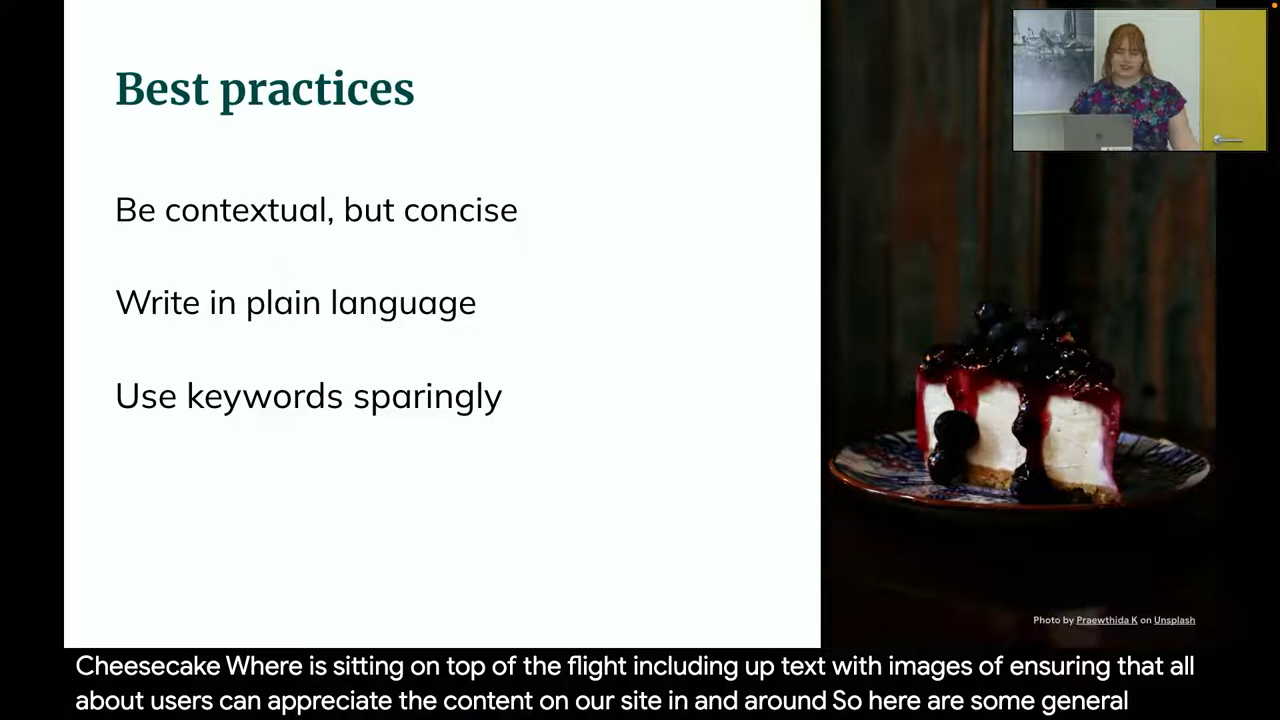 Best practices
Be contextual, but concise
Write in plain language
Use keywords sparingly
Photo by Praewthida K on Unsplash
Cheesecake Where is sitting on top of the flight including up text with images of ensuring that all
about users can appreciate the content on our site in and around So here are some general